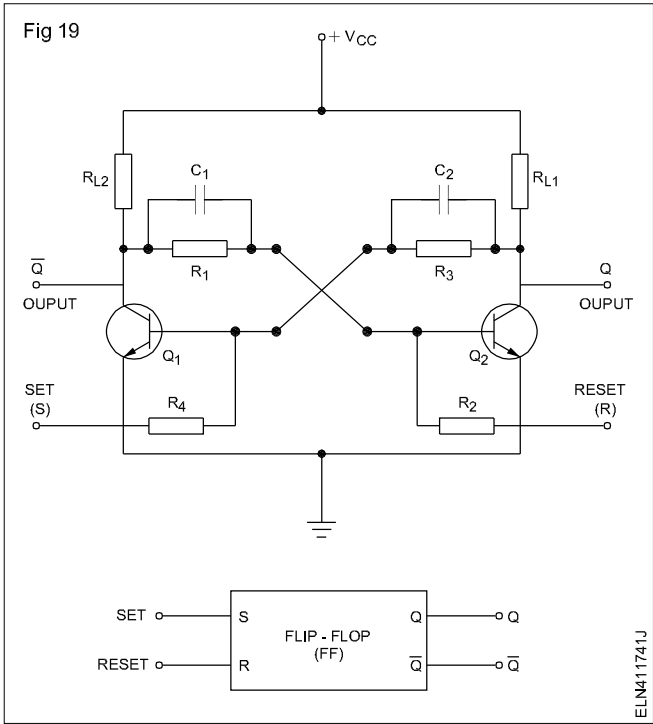 Fig 19
+ VCC
RL2
C1
C2
RL1
R1
R3
Q̅
OUPUT
Q
OUPUT
Q1
Q2
SET
(S)
R4
R2
RESET
(R)
SET
S
FLIP - FLOP
(FF)
Q
Q
RESET
R
Q̅
Q̅
ELN411741J